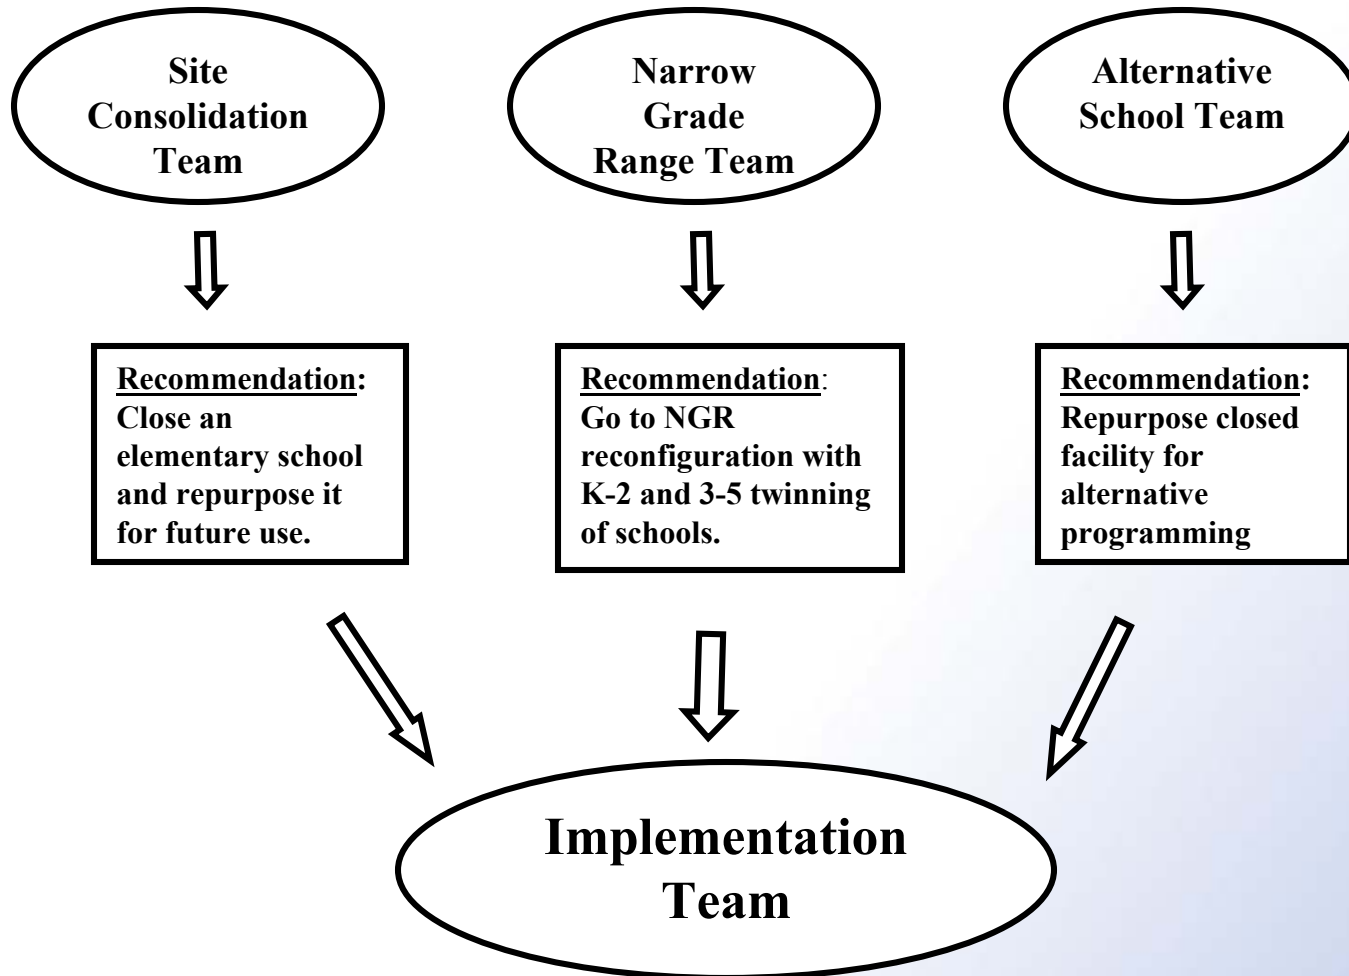 Site
Consolidation
Team
Narrow
Grade
Range Team
Alternative
School Team
Recommendation:
Close an
elementary school
and repurpose it
for future use.
Recommendation:
Go to NGR
reconfiguration with
K-2 and 3-5 twinning
of schools.
Recommendation:
Repurpose closed
facility for
alternative
programming
Implementation
Team